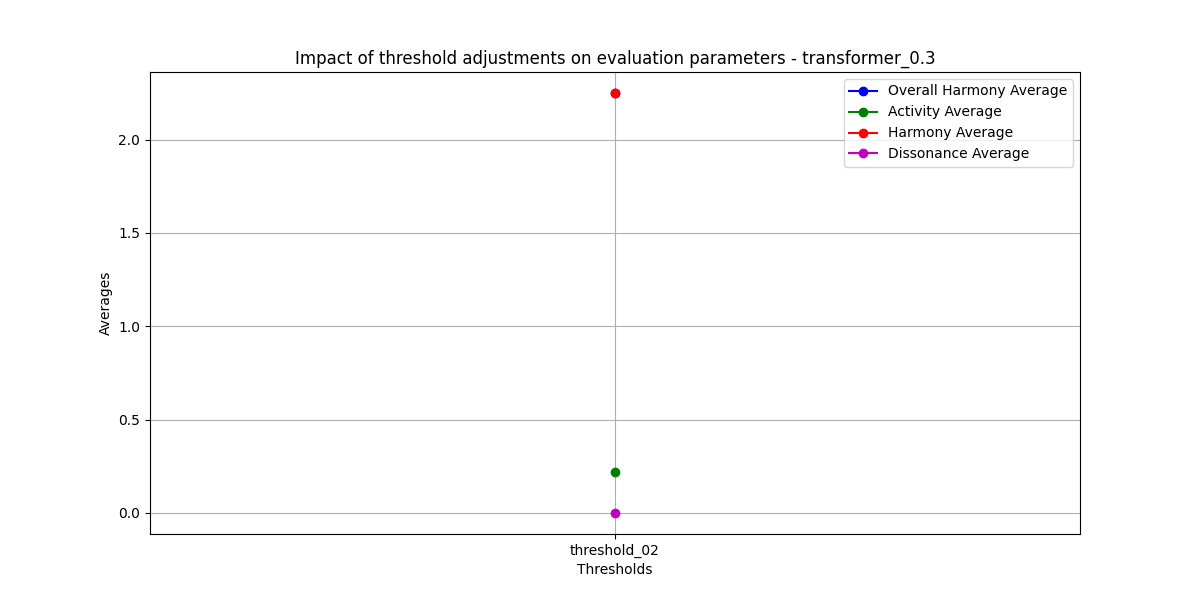 Impact of threshold adjustments on evaluation parameters - transformer_0.3
Overall Harmony Average
Activity Average
Harmony Average
Dissonance Average
2.0
1.5
1.0
0.5
0.0
Averages
threshold_02
Thresholds